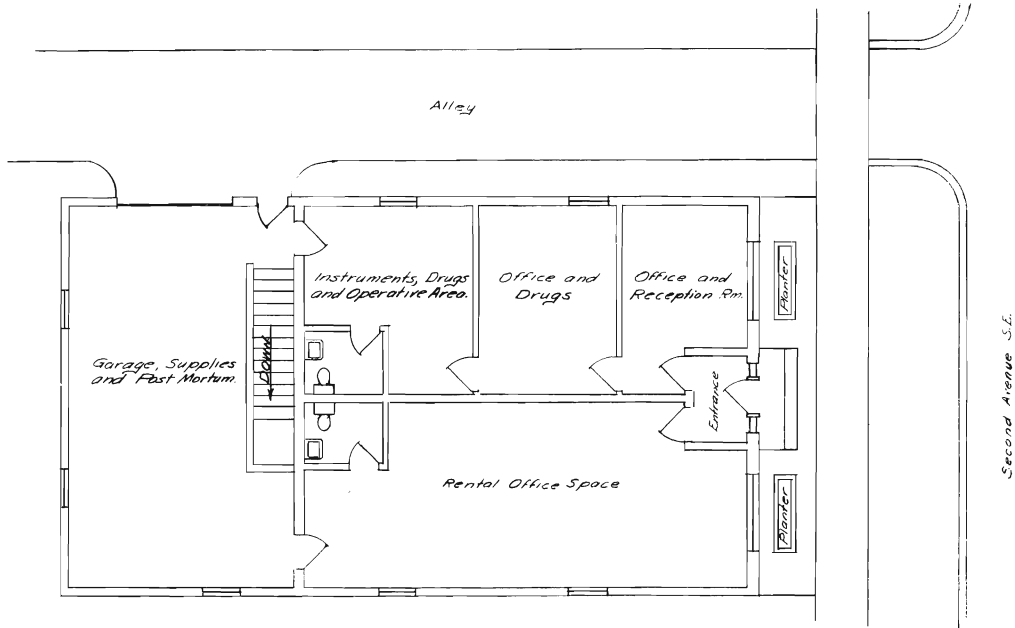 Alley
Instruments, Drugs
and Operative Area.
Office and
Drugs
Office and
Reception Rm.
Planter
Garage, Supplies
and Post Mortum.
DOWN
Entrance
Rental Office Space
Planter
Second Avenue S.E.